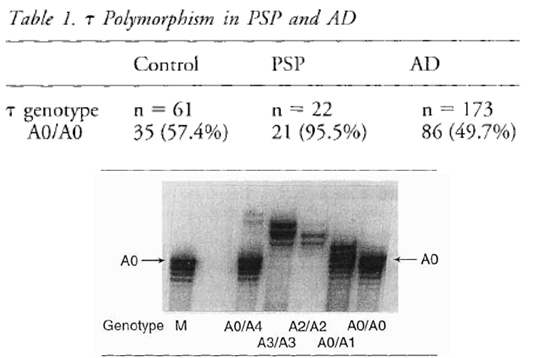 Table 1. τ Polymorphism in PSP and AD
Control PSP AD
τ genotype n = 61 n = 22 n = 173
A0/A0 35 (57.4%) 21 (95.5%) 86 (49.7%)
A0→ ←A0
Genotype M A0/A4 A2/A2 A0/A0
A3/A3 A0/A1